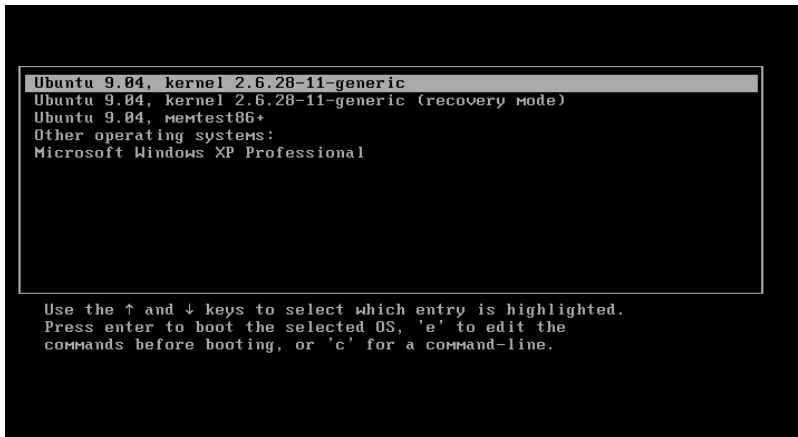 Ubuntu 9.04, kernel 2.6.28-11-generic
Ubuntu 9.04, kernel 2.6.28-11-generic (recovery mode)
Ubuntu 9.04, memtest86+
Other operating systems:
Microsoft Windows XP Professional
Use the ↑ and ↓ keys to select which entry is highlighted.
Press enter to boot the selected OS, 'e' to edit the
commands before booting, or 'c' for a command-line.